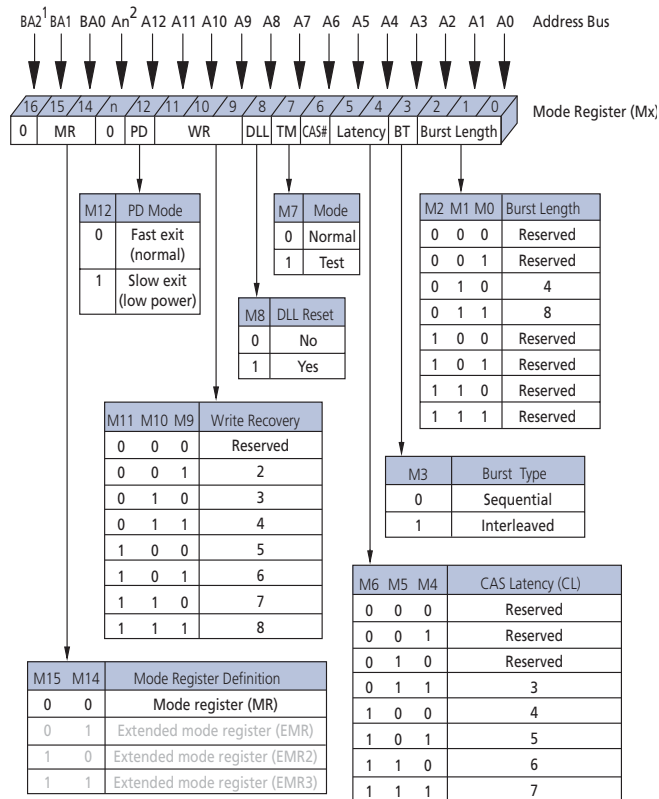 BA2¹ BA1 BA0 An² A12 A11 A10 A9 A8 A7 A6 A5 A4 A3 A2 A1 A0 Address Bus
16 15 14 n 12 11 10 9 8 7 6 5 4 3 2 1 0 Mode Register (Mx)
0 MR 0 PD WR DLL TM CAS# Latency BT Burst Length
M12 PD Mode
0 Fast exit
(normal)
1 Slow exit
(low power)
M7 Mode
0 Normal
1 Test
M2 M1 M0 Burst Length
0 0 0 Reserved
0 0 1 Reserved
0 1 0 4
0 1 1 8
1 0 0 Reserved
1 0 1 Reserved
1 1 0 Reserved
1 1 1 Reserved
M8 DLL Reset
0 No
1 Yes
M11 M10 M9 Write Recovery
0 0 0 Reserved
0 0 1 2
0 1 0 3
0 1 1 4
1 0 0 5
1 0 1 6
1 1 0 7
1 1 1 8
M3 Burst Type
0 Sequential
1 Interleaved
M6 M5 M4 CAS Latency (CL)
0 0 0 Reserved
0 0 1 Reserved
0 1 0 Reserved
0 1 1 3
1 0 0 4
1 0 1 5
1 1 0 6
1 1 1 7
M15 M14 Mode Register Definition
0 0 Mode register (MR)
0 1 Extended mode register (EMR)
1 0 Extended mode register (EMR2)
1 1 Extended mode register (EMR3)